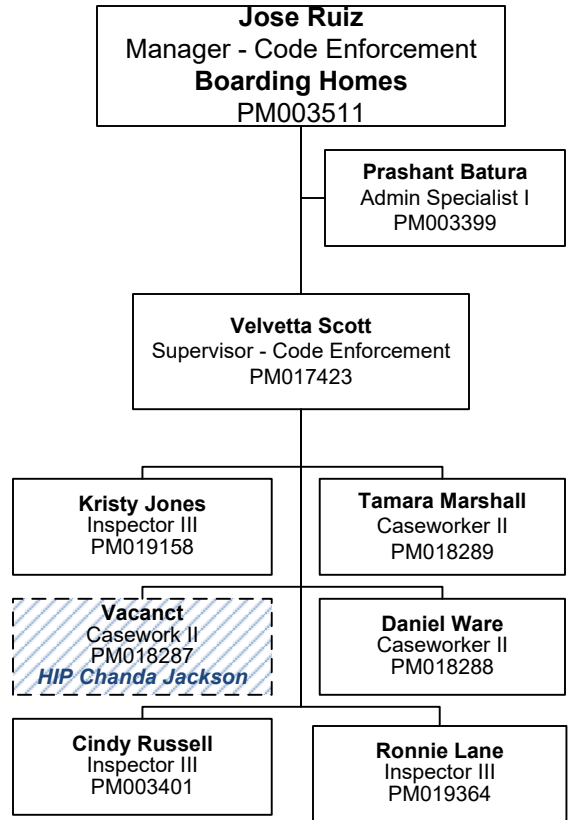 Jose Ruiz
Manager - Code Enforcement
Boarding Homes
PM003511
Prashant Batura
Admin Specialist I
PM003399
Velvetta Scott
Supervisor - Code Enforcement
PM017423
Kristy Jones
Inspector III
PM019158
Tamara Marshall
Caseworker II
PM018289
Vacanct
Casework II
PM018287
HIP Chanda Jackson
Daniel Ware
Caseworker II
PM018288
Cindy Russell
Inspector III
PM003401
Ronnie Lane
Inspector III
PM019364